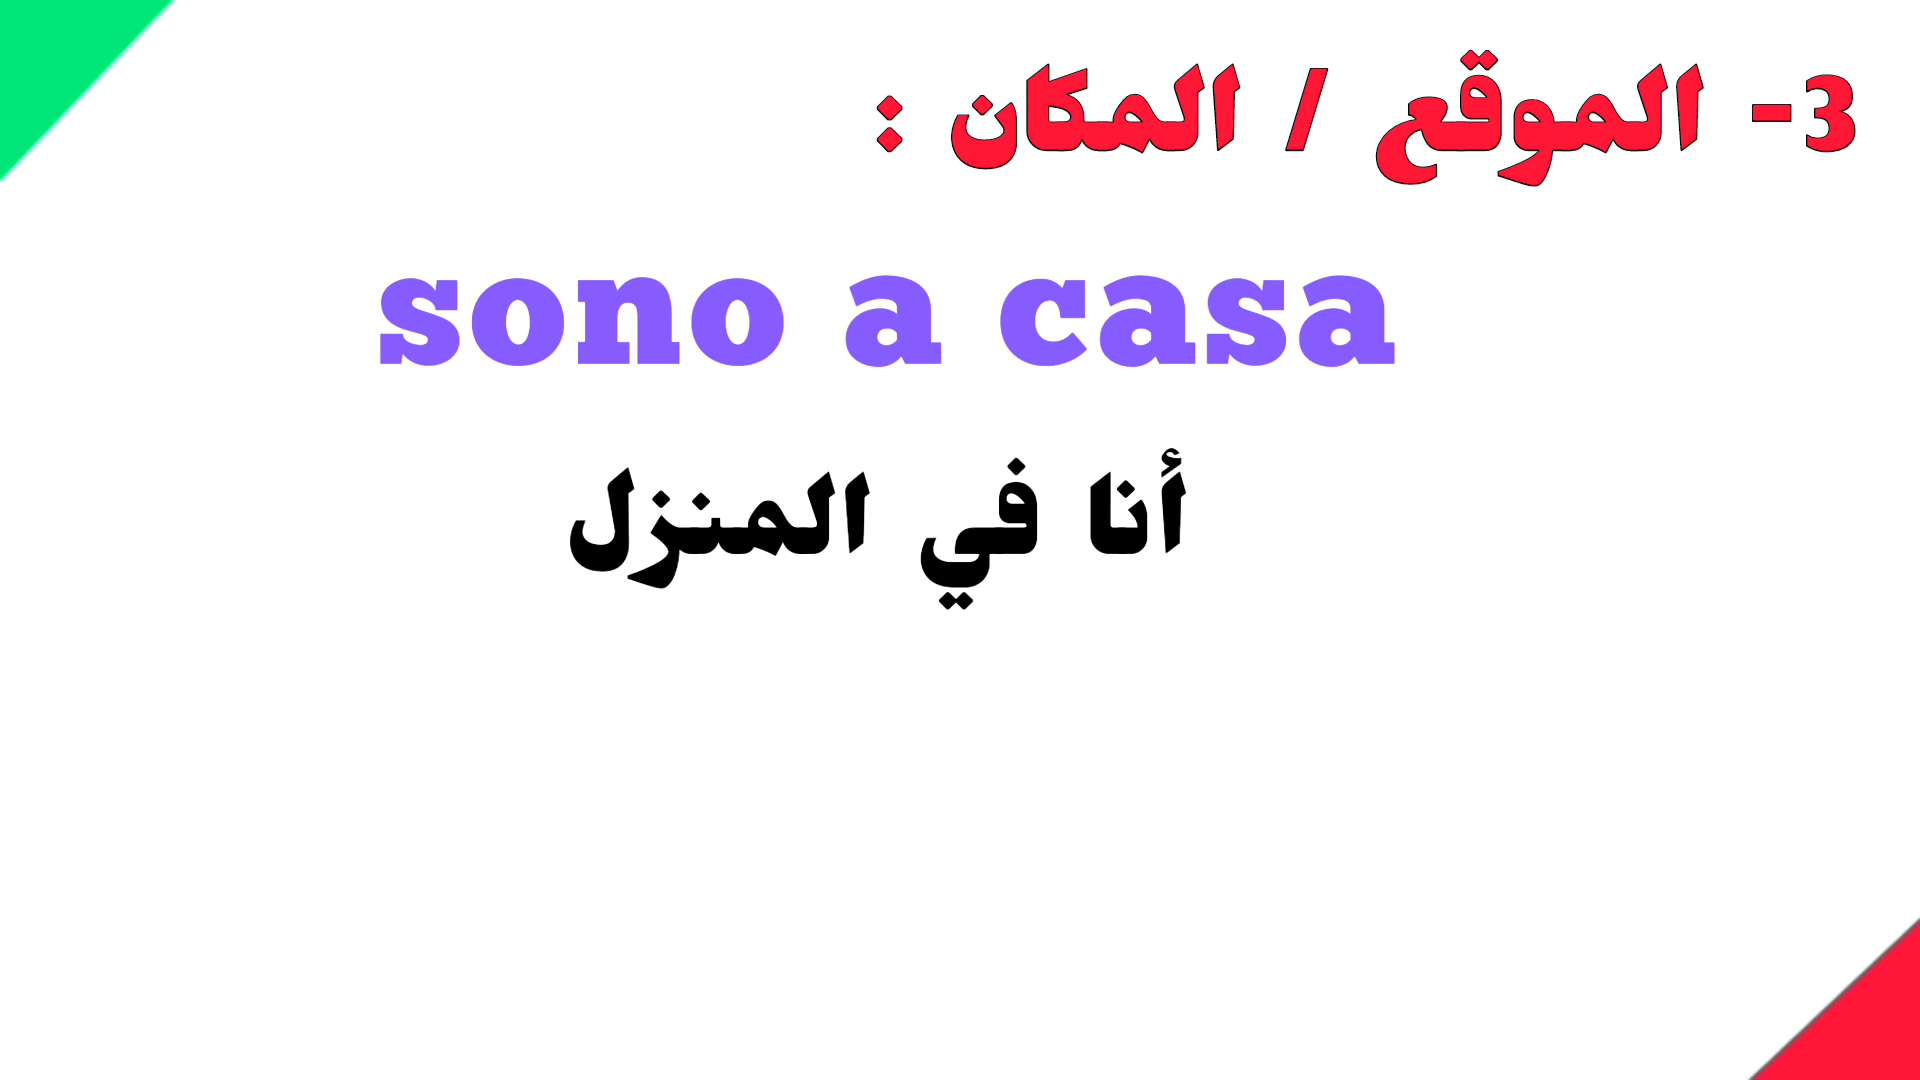 3- الموقع / المكان :
sono a casa
أنا في المنزل